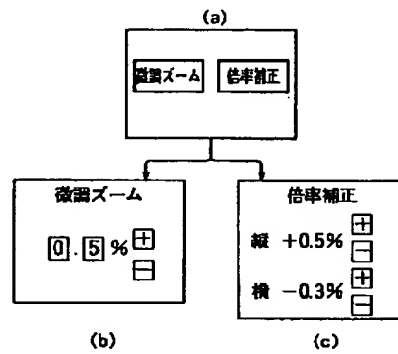 (a)
微調ズーム 倍率補正
微調ズーム
0.5% +
−
(b)
倍率補正
縦 +0.5% +
−
横 −0.3% +
−
(c)